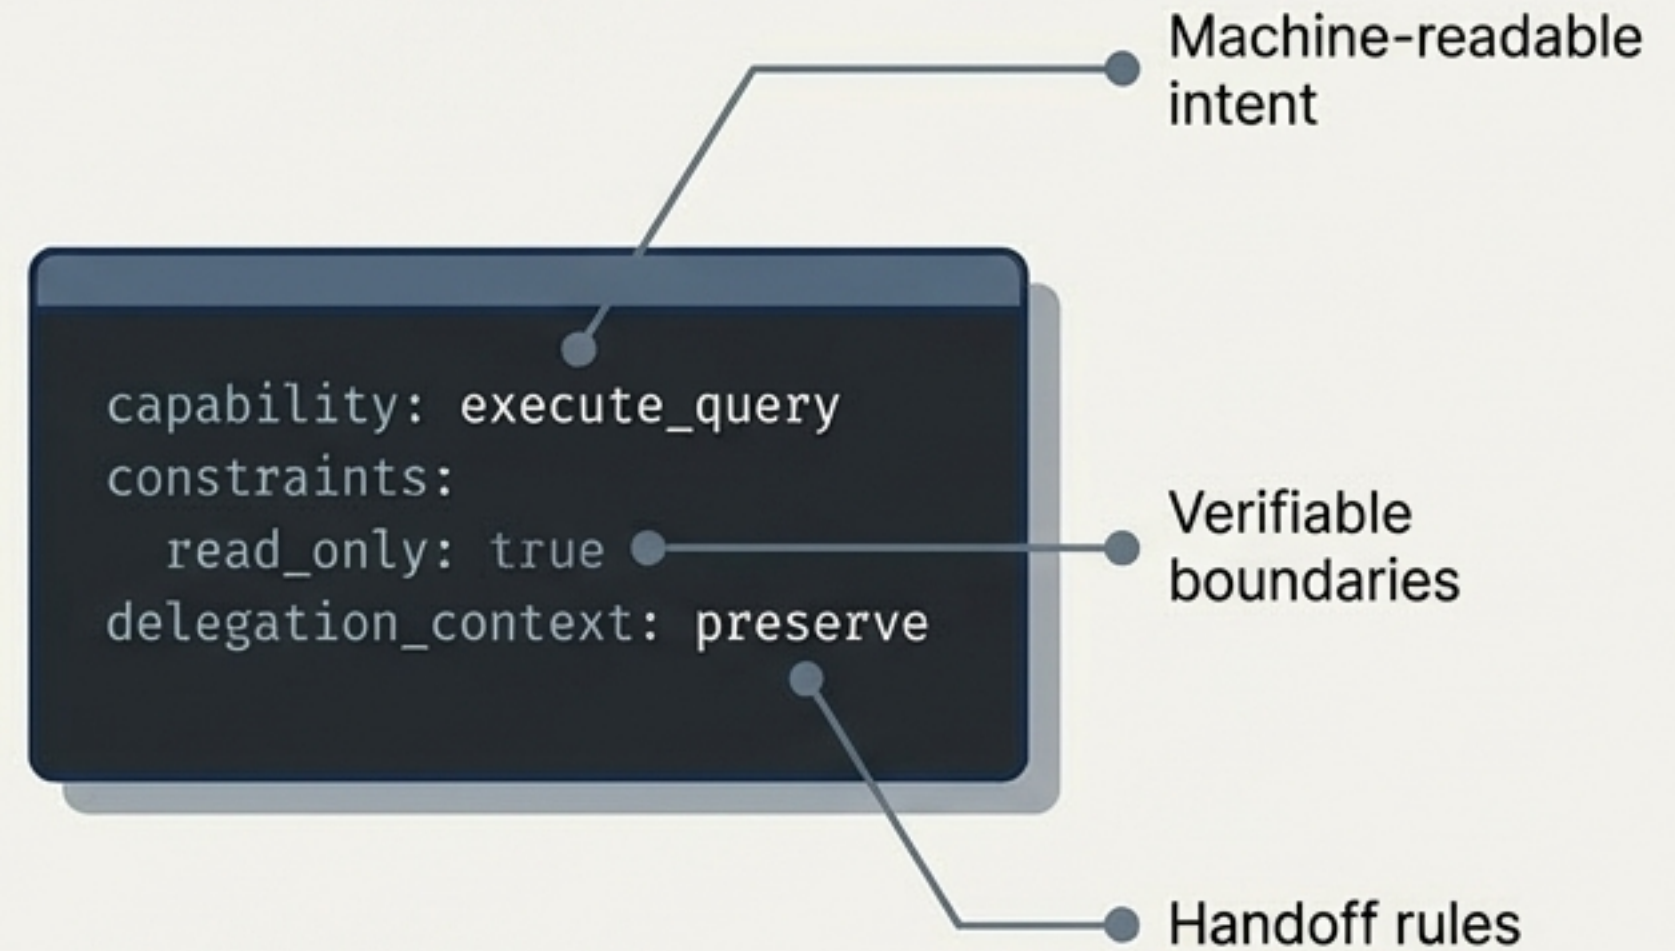 Machine-readable
intent
capability: execute_query
constraints:
  read_only: true
delegation_context: preserve
Verifiable
boundaries
Handoff rules